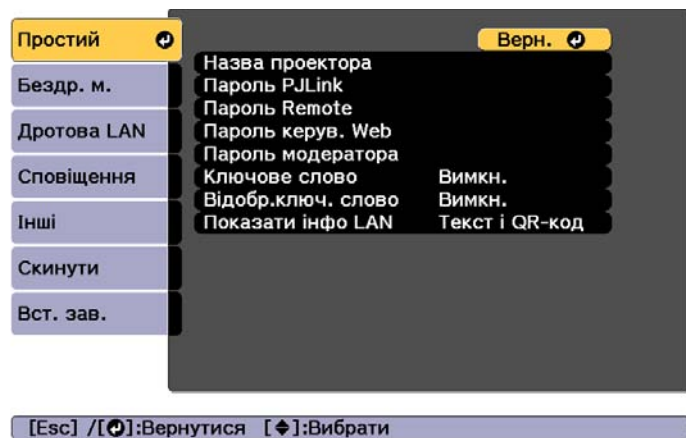 Простий
Бездр. м.
Дротова LAN
Сповіщення
Інші
Скинути
Вст. зав.
Верн.
Назва проектора
Пароль PJLink
Пароль Remote
Пароль керув. Web
Пароль модератора
Ключове слово Вимкн.
Відобр.ключ. слово Вимкн.
Показати інфо LAN Текст і QR-код
[Esc] /[⏎]:Вернутися [◆]:Вибрати